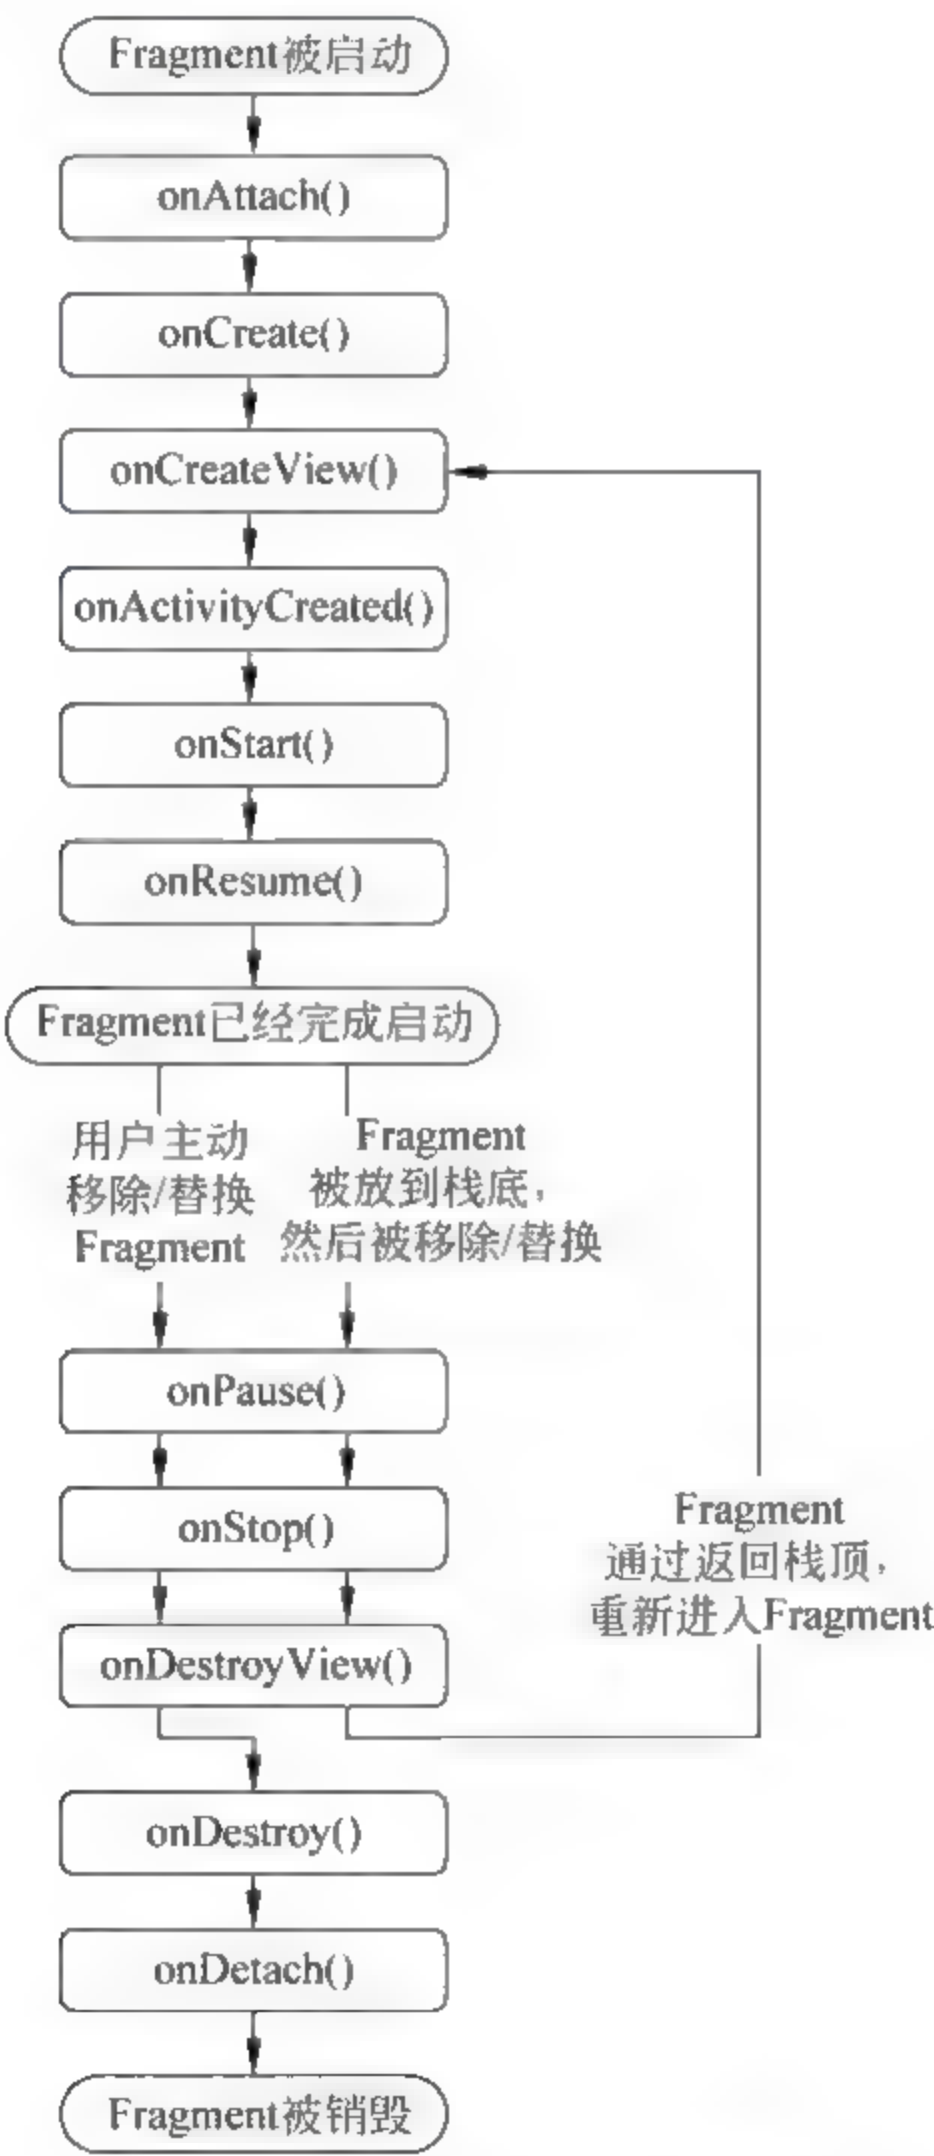 Fragment被启动
onAttach()
onCreate()
onCreateView()
onActivityCreated()
onStart()
onResume()
Fragment已经完成启动
用户主动
移除/替换
Fragment
Fragment
被放到栈底，
然后被移除/替换
onPause()
onStop()
onDestroyView()
Fragment
通过返回栈顶，
重新进入Fragment
onDestroy()
onDetach()
Fragment被销毁